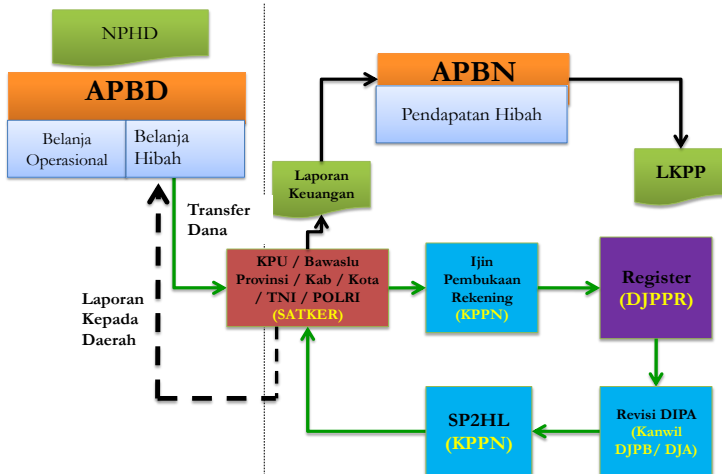 NPHD
APBD
Belanja
Operasional
Belanja
Hibah
APBN
Pendapatan Hibah
Laporan
Keuangan
LKPP
Transfer
Dana
KPU / Bawaslu
Provinsi / Kab / Kota
/ TNI / POLRI
(SATKER)
Ijin
Pembukaan
Rekening
(KPPN)
Register
(DJPPR)
Laporan
Kepada
Daerah
SP2HL
(KPPN)
Revisi DIPA
(Kanwil
DJPB/ DJA)